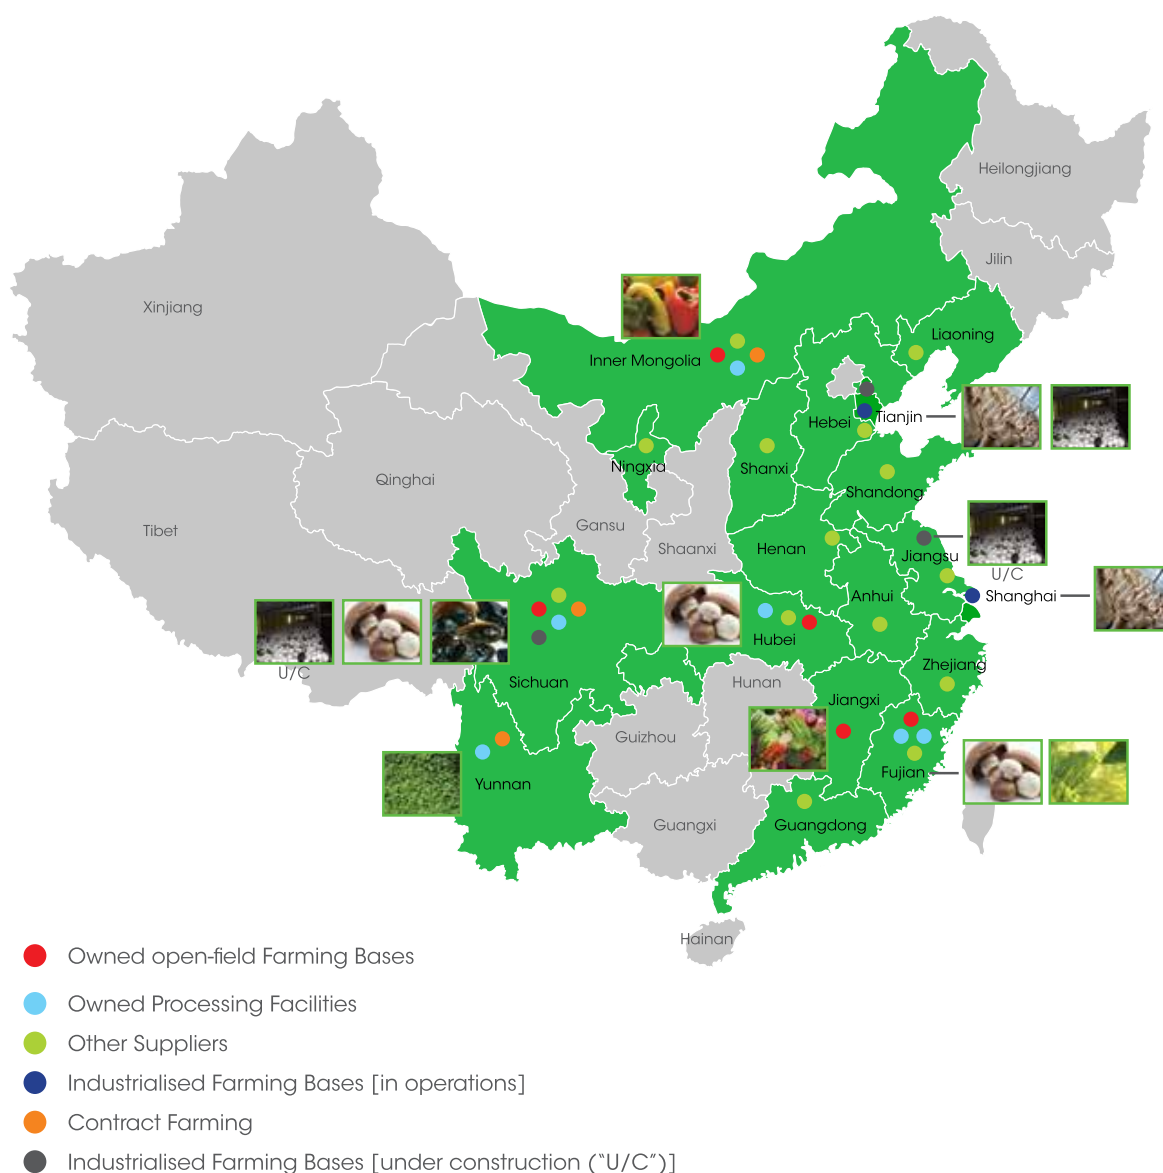 Heilongjiang
Jilin
Xinjiang
Liaoning
Inner Mongolia
Hebei
Tianjin
Ningxia
Shanxi
Qinghai
Shandong
Tibet
Gansu
Shaanxi
Henan
Jiangsu
U/C
Anhui
Shanghai
Hubei
Zhejiang
U/C
Sichuan
Hunan
Jiangxi
Guizhou
Fujian
Yunnan
Guangxi
Guangdong
Hainan
Owned open-field Farming Bases
Owned Processing Facilities
Other Suppliers
Industrialised Farming Bases [in operations]
Contract Farming
Industrialised Farming Bases [under construction (“U/C”)]